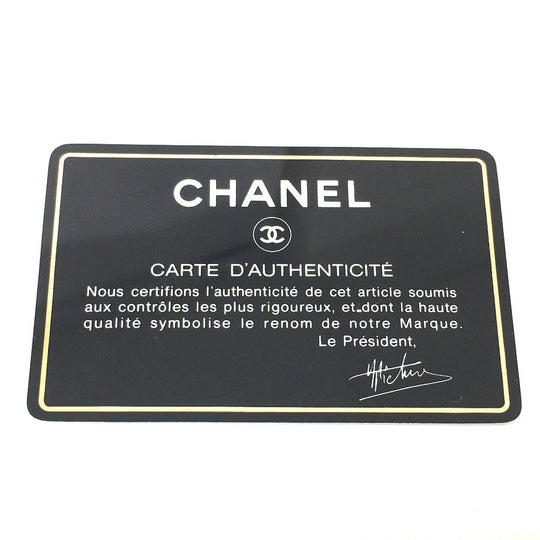 CHANEL
CARTE D'AUTHENTICITÉ
Nous certifions l'authenticité de cet article soumis
aux contrôles les plus rigoureux, et dont la haute
qualité symbolise le renom de notre Marque.
Le Président,